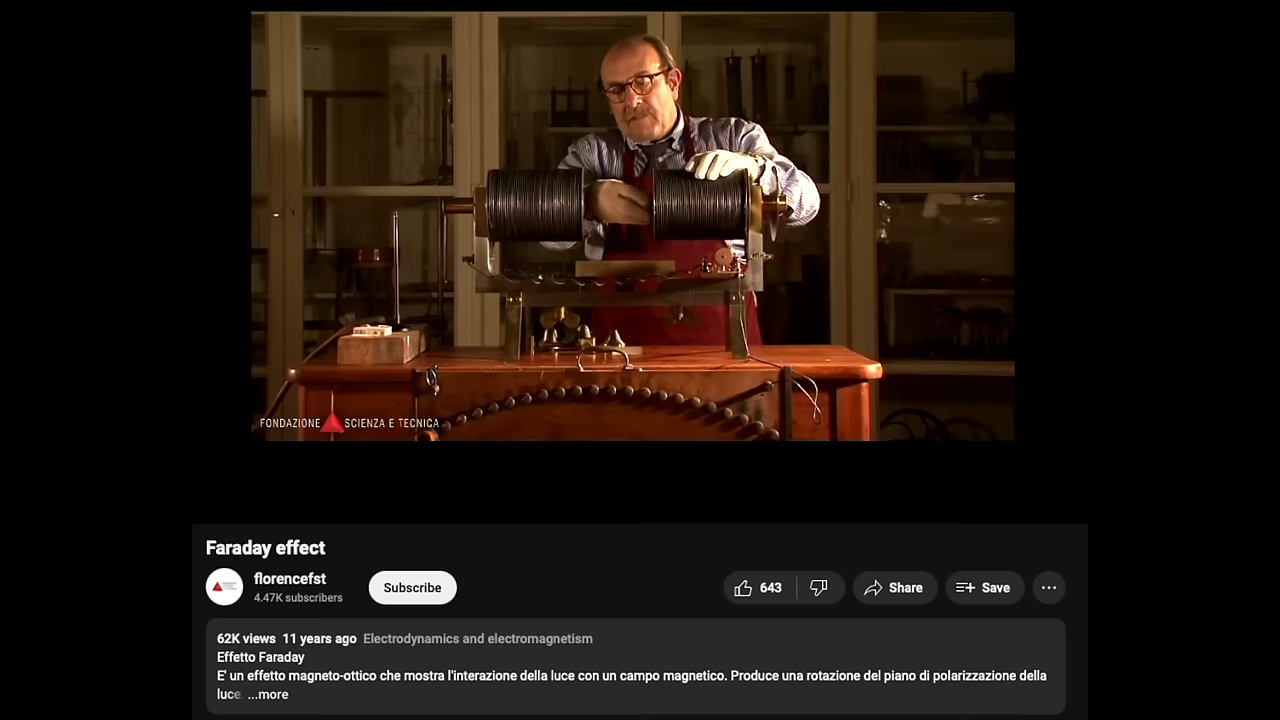 FONDAZIONE SCIENZA E TECNICA
Faraday effect
florencefst
4.47K subscribers
Subscribe
643
Share
Save
62K views 11 years ago Electrodynamics and electromagnetism
Effetto Faraday
E' un effetto magneto-ottico che mostra l'interazione della luce con un campo magnetico. Produce una rotazione del piano di polarizzazione della
luce. ...more